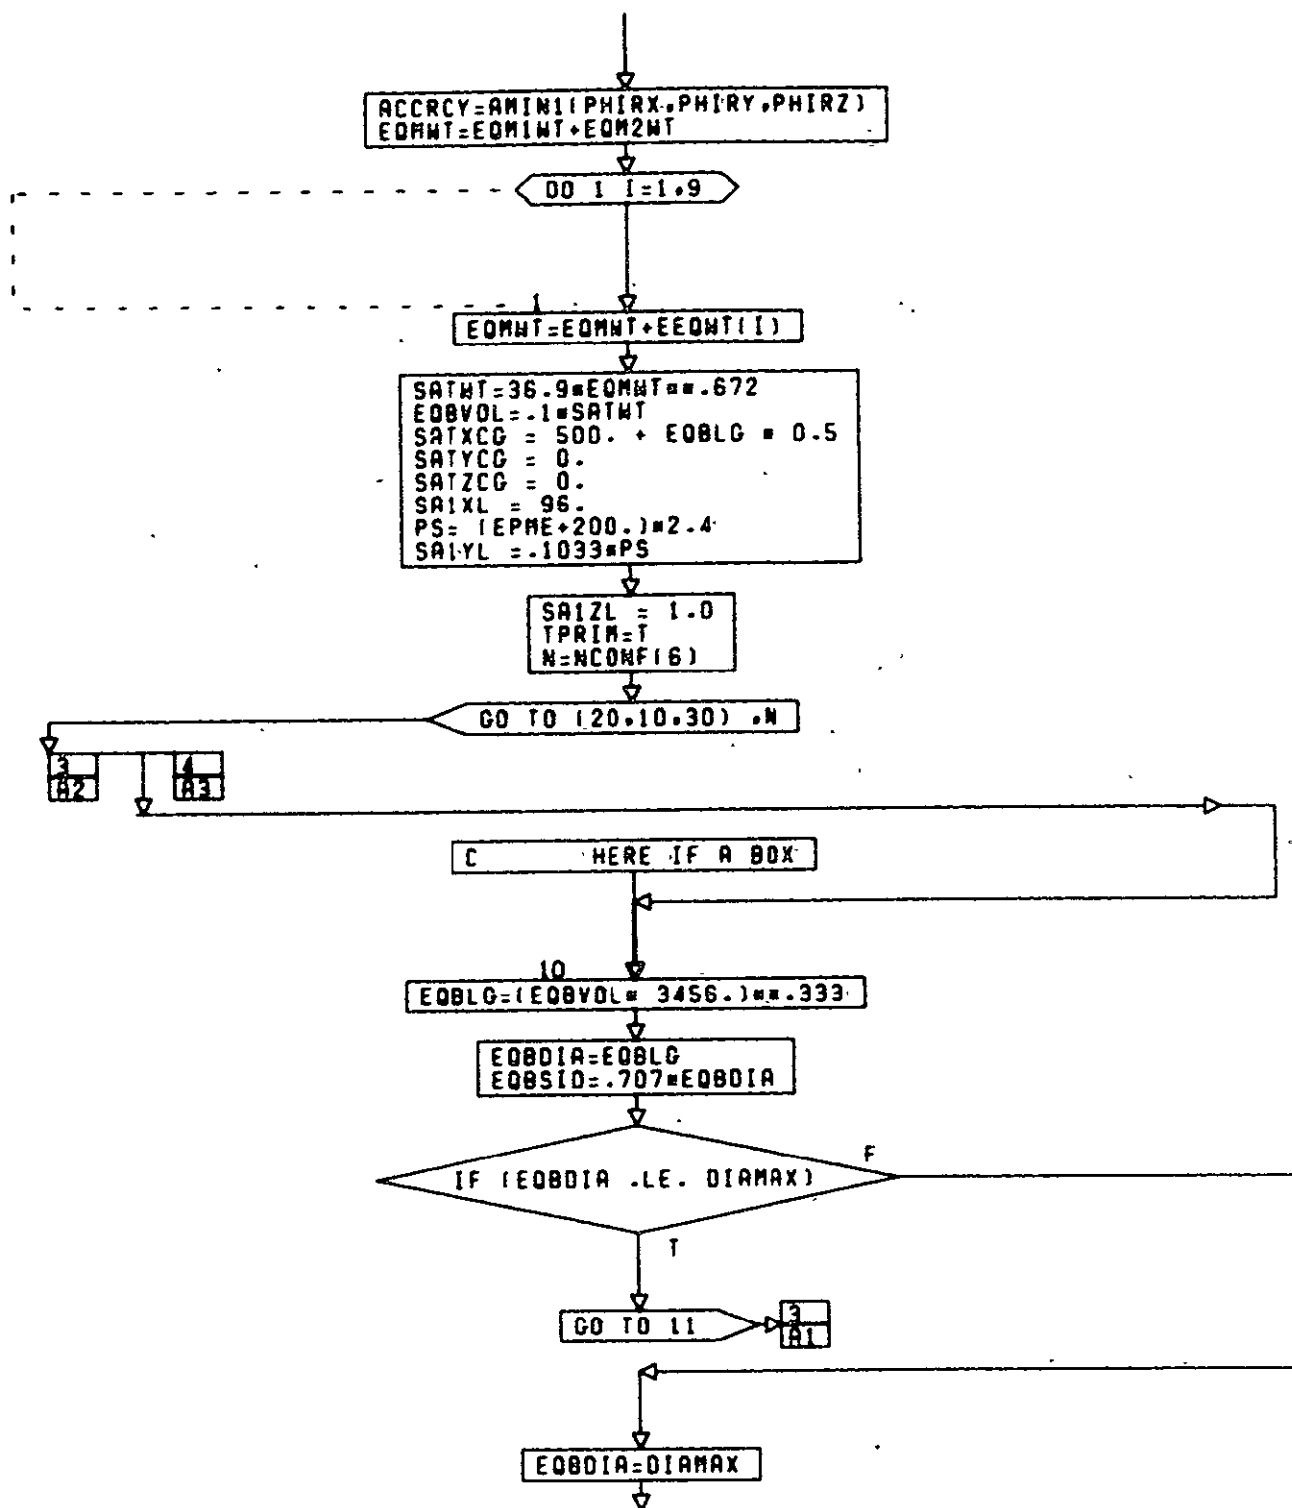 ACCRCY=AMIN1(PHIRX,PHIRY,PHIRZ)
EQMWT=EQM1WT+EQM2WT
DO 1 I=1,9
1
EQMWT=EQMWT+EEQWT(I)
SATWT=36.9*EQMWT**.672
EQBVOL=.1*SATWT
SATXCG = 500. + EQBLG * 0.5
SATYCG = 0.
SATZCG = 0.
SA1XL = 96.
PS= (EPME+200.)*2.4
SA1YL =.1033*PS
SA1ZL = 1.0
TPRIM=T
N=NCONF(6)
GO TO (20,10,30) ,N
3
A2
4
A3
C HERE IF A BOX
10
EQBLG=(EQBVOL* 3456.)**.333
EQBDIA=EQBLG
EQBSID=.707*EQBDIA
IF (EQBDIA .LE. DIAMAX)
F
T
GO TO 11
3
A1
EQBDIA=DIAMAX